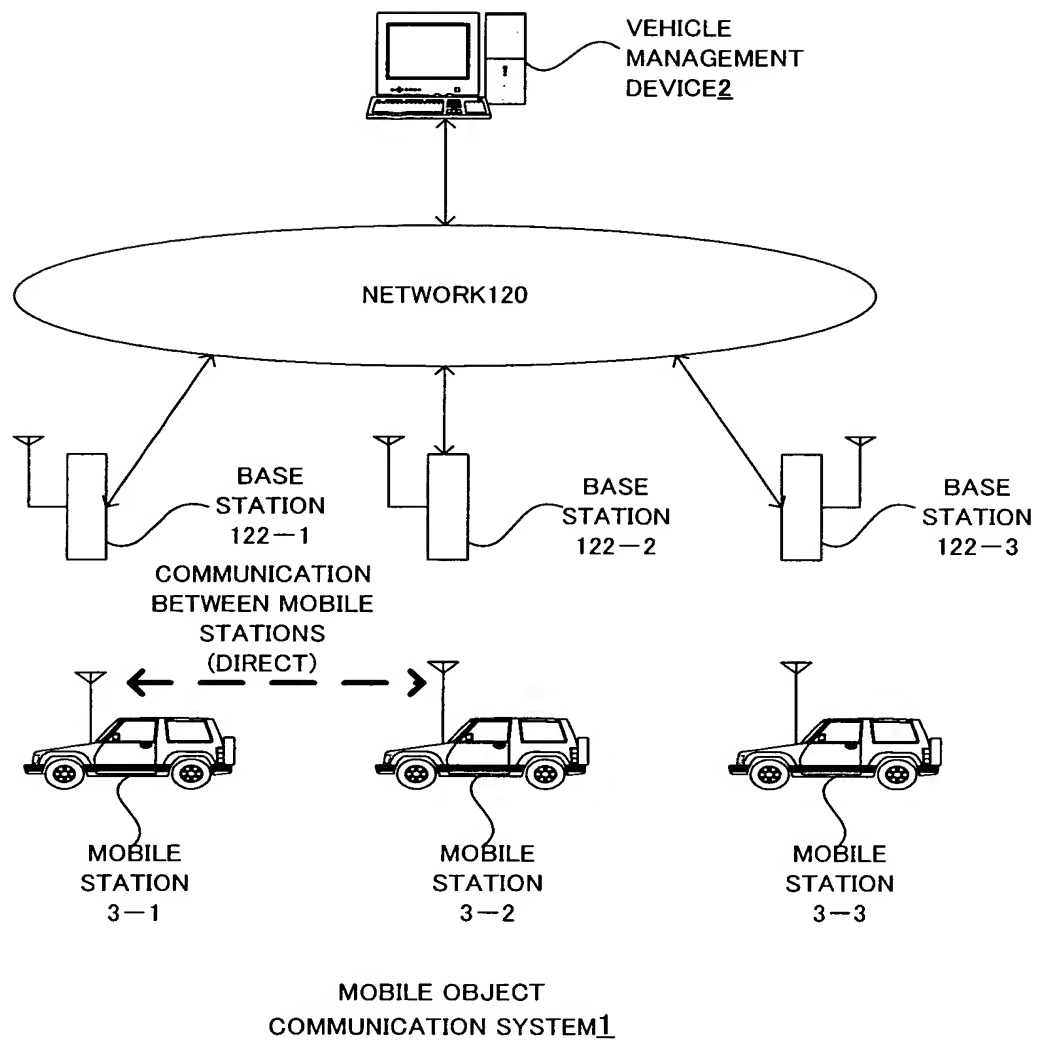 VEHICLE
MANAGEMENT
DEVICE2
NETWORK120
BASE
STATION
122-1
BASE
STATION
122-2
BASE
STATION
122-3
COMMUNICATION
BETWEEN MOBILE
STATIONS
(DIRECT)
MOBILE
STATION
3-1
MOBILE
STATION
3-2
MOBILE
STATION
3-3
MOBILE OBJECT
COMMUNICATION SYSTEM1